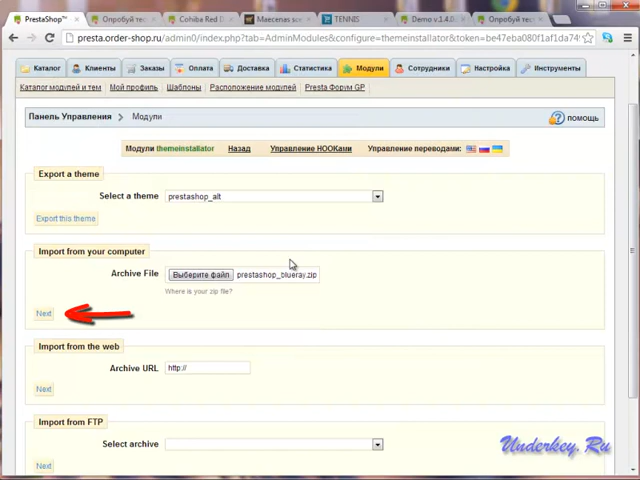 PrestaShop™
Опробуй тес
Cohiba Red D
Maecenas sc
TENNIS
Demo v.1.4.0
Опробуй тес
presta.order-shop.ru/admin0/index.php?tab=AdminModules&configure=themeinstallator&token=be47eba080f1af1da745
Каталог
Клиенты
Заказы
Оплата
Доставка
Статистика
Модули
Сотрудники
Настройка
Инструменты
Каталог модулей и тем
Мой профиль
Шаблоны
Расположение модулей
Presta Форум GP
Панель Управления
Модули
помощь
Модули themeinstallator
Назад
Управление HOOKами
Управление переводами:
Export a theme
Select a theme
prestashop_alt
Export this theme
Import from your computer
Archive File
Выберите файл
prestashop_blueray.zip
Where is your zip file?
Next
Import from the web
Archive URL
http://
Next
Import from FTP
Select archive
Next
Underkey.Ru